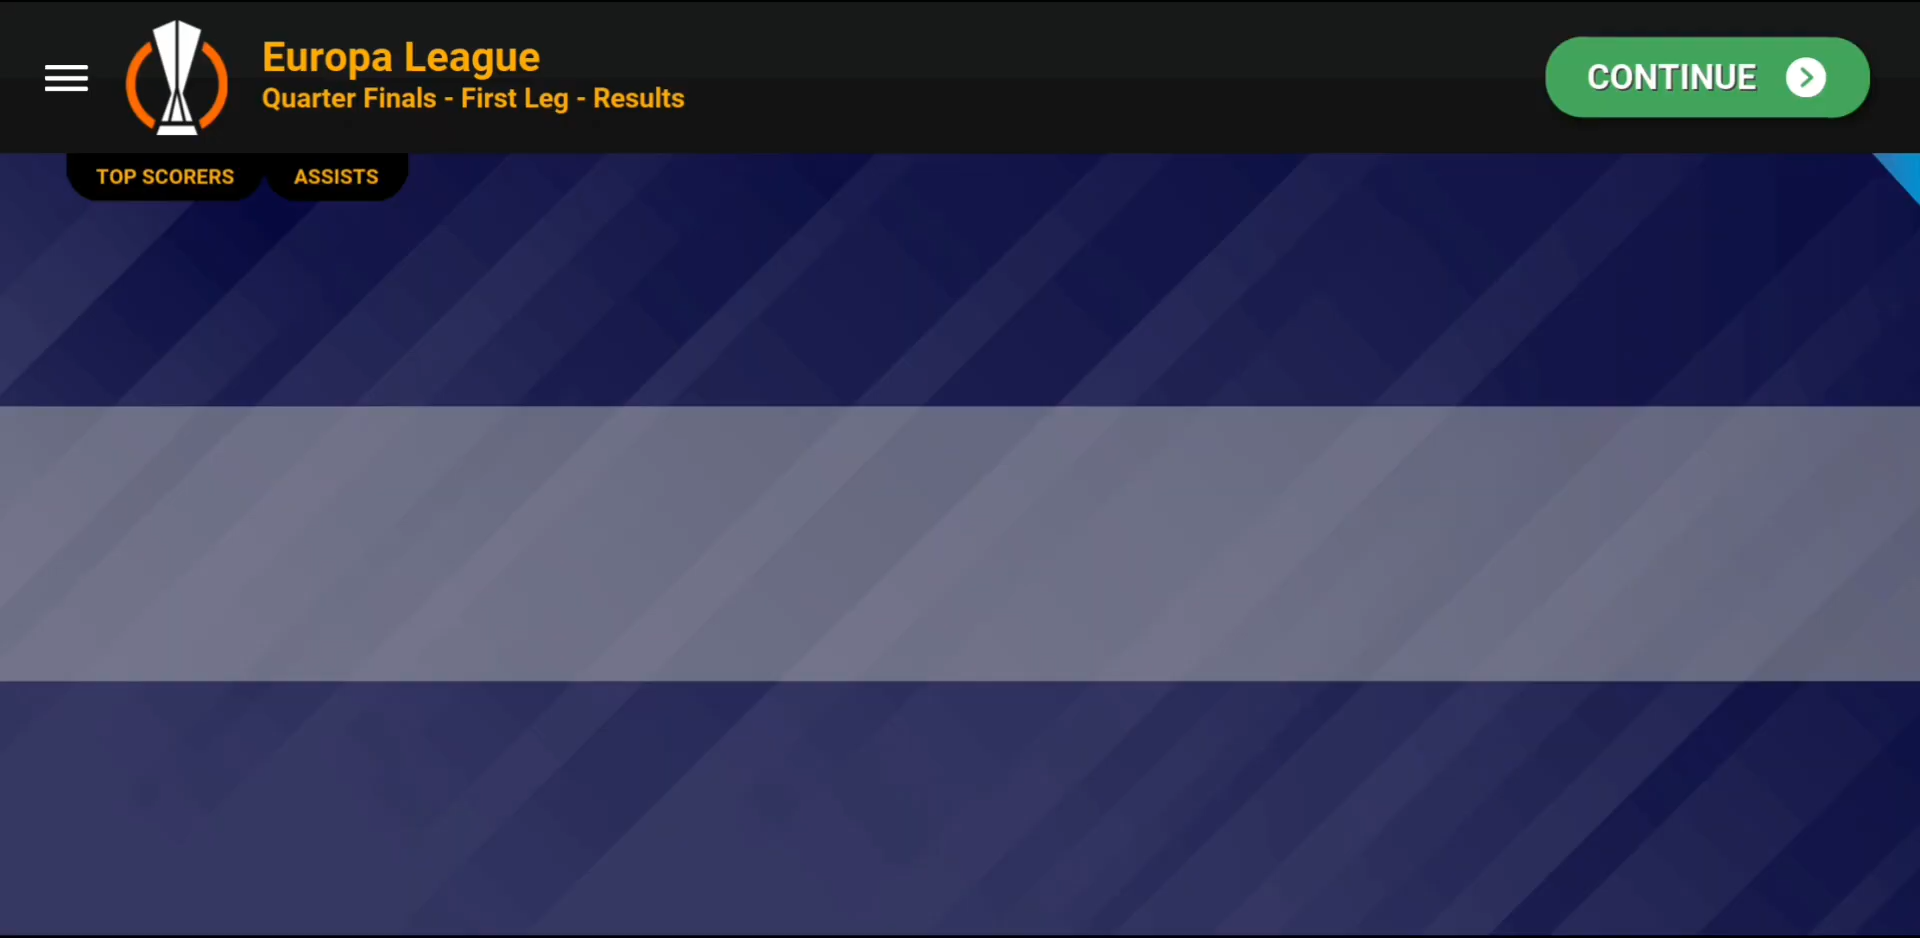 Europa League
Quarter Finals - First Leg - Results
CONTINUE
TOP SCORERS
ASSISTS